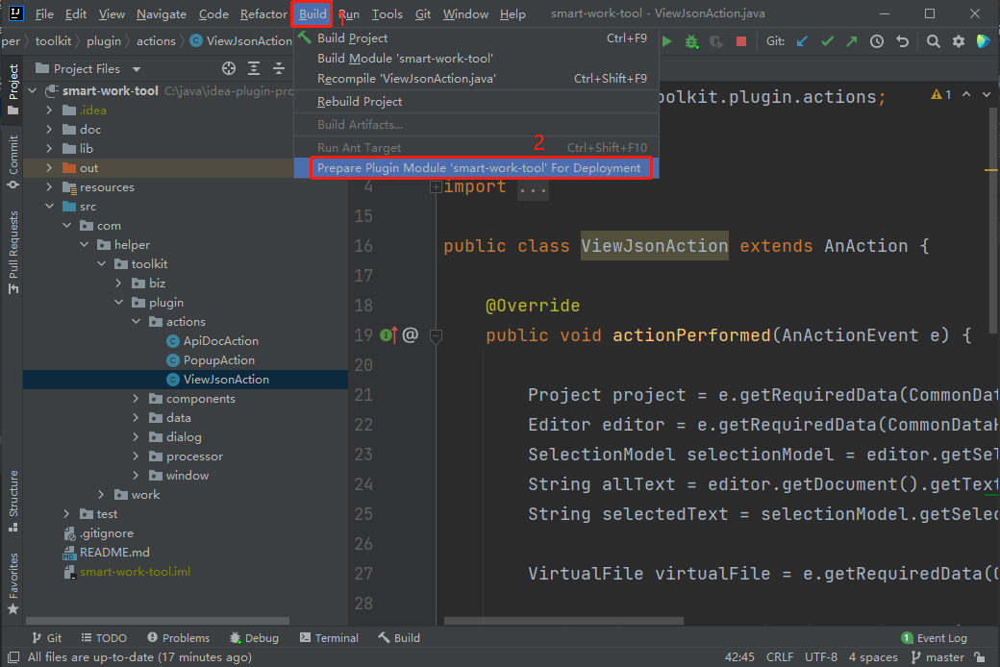 File Edit View Navigate Code Refactor Build Run Tools Git Window Help smart-work-tool - ViewJsonAction.java
1
per toolkit plugin actions ViewJsonAction
Git:
Build Project Ctrl+F9
Build Module 'smart-work-tool'
Recompile 'ViewJsonAction.java' Ctrl+Shift+F9
Rebuild Project
Build Artifacts...
Run Ant Target Ctrl+Shift+F10
2
Prepare Plugin Module 'smart-work-tool' For Deployment
Project
Commit
Pull Requests
Structure
Favorites
Project Files
smart-work-tool C:\java\idea-plugin-pro
.idea
doc
lib
out
resources
src
com
helper
toolkit
biz
plugin
actions
ApiDocAction
PopupAction
ViewJsonAction
components
data
dialog
processor
window
work
test
.gitignore
README.md
smart-work-tool.iml
oolkit.plugin.actions; 1
4 import ...
15
16 public class ViewJsonAction extends AnAction {
17
18 @Override
19 @ public void actionPerformed(AnActionEvent e) {
20
21 Project project = e.getRequiredData(CommonDat
22 Editor editor = e.getRequiredData(CommonDataK
23 SelectionModel selectionModel = editor.getSel
24 String allText = editor.getDocument().getText
25 String selectedText = selectionModel.getSelec
26
27 VirtualFile virtualFile = e.getRequiredData(C
28
Git TODO Problems Debug Terminal Build 1 Event Log
All files are up-to-date (17 minutes ago) 42:45 CRLF UTF-8 4 spaces master